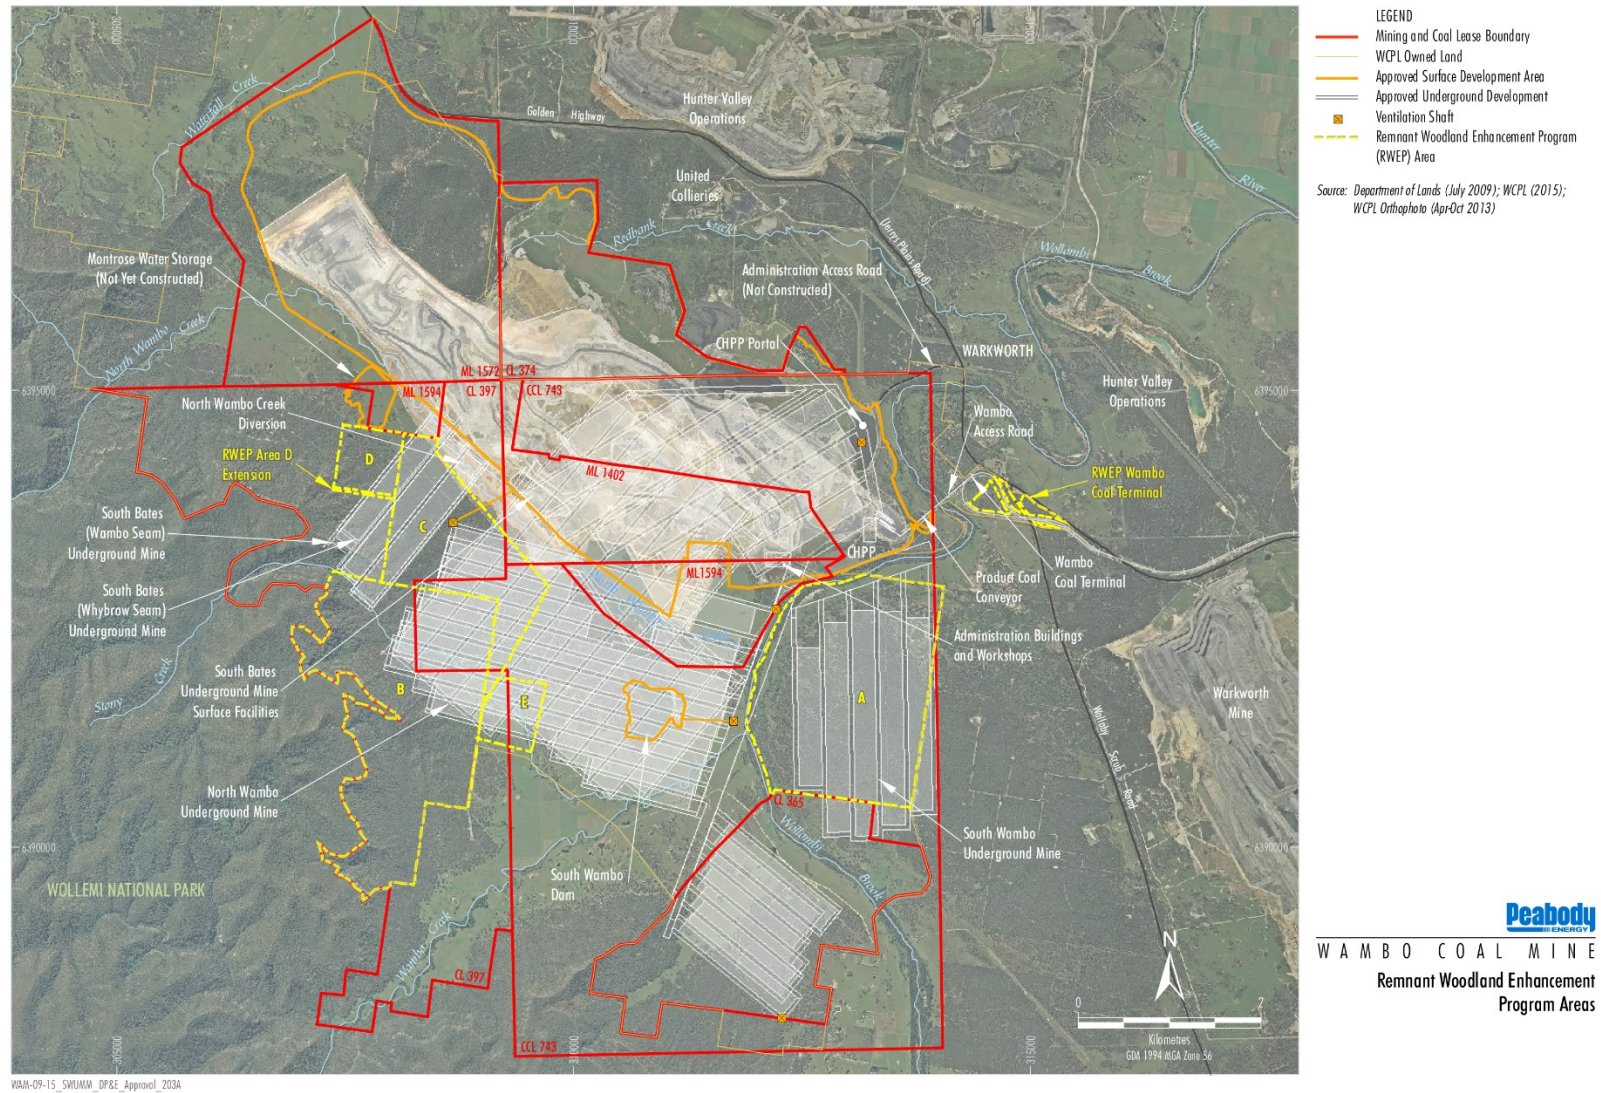 305000
310000
315000
LEGEND
Mining and Coal Lease Boundary
WCPL Owned Land
Approved Surface Development Area
Approved Underground Development
Ventilation Shaft
Remnant Woodland Enhancement Program
(RWEP) Area
Source: Department of Lands (July 2009); WCPL (2015);
WCPL Orthophoto (Apr-Oct 2013)
Waterfall Creek
Golden Highway
Hunter Valley
Operations
Hunter
River
United
Collieries
Redbank Creek
(Jerrys Plains Road)
Wollombi
Brook
Montrose Water Storage
(Not Yet Constructed)
Administration Access Road
(Not Constructed)
North Wambo Creek
CHPP Portal
WARKWORTH
ML 1572
CL 374
6395000
6395000
ML 1594
CL 397
CCL 743
Hunter Valley
Operations
North Wambo Creek
Diversion
Wambo
Access Road
RWEP Area D
Extension
D
ML 1402
RWEP Wambo
Coal Terminal
South Bates
(Wambo Seam)
Underground Mine
C
CHPP
Wambo
Coal Terminal
ML1594
Product Coal
Conveyor
South Bates
(Whybrow Seam)
Underground Mine
Administration Buildings
and Workshops
Stony
Creek
South Bates
Underground Mine
Surface Facilities
B
E
A
Warkworth
Mine
Wallaby Scrub Road
North Wambo
Underground Mine
CL 365
Wollombi
Brook
South Wambo
Underground Mine
6390000
6390000
WOLLEMI NATIONAL PARK
South Wambo
Dam
Wambo Creek
CL 397
CCL 743
N
0
2
Kilometres
GDA 1994 MGA Zone 56
305000
310000
315000
Peabody
ENERGY
WAMBO COAL MINE
Remnant Woodland Enhancement
Program Areas
WAM-09-15_SWUMM_DP&E_Approval_203A